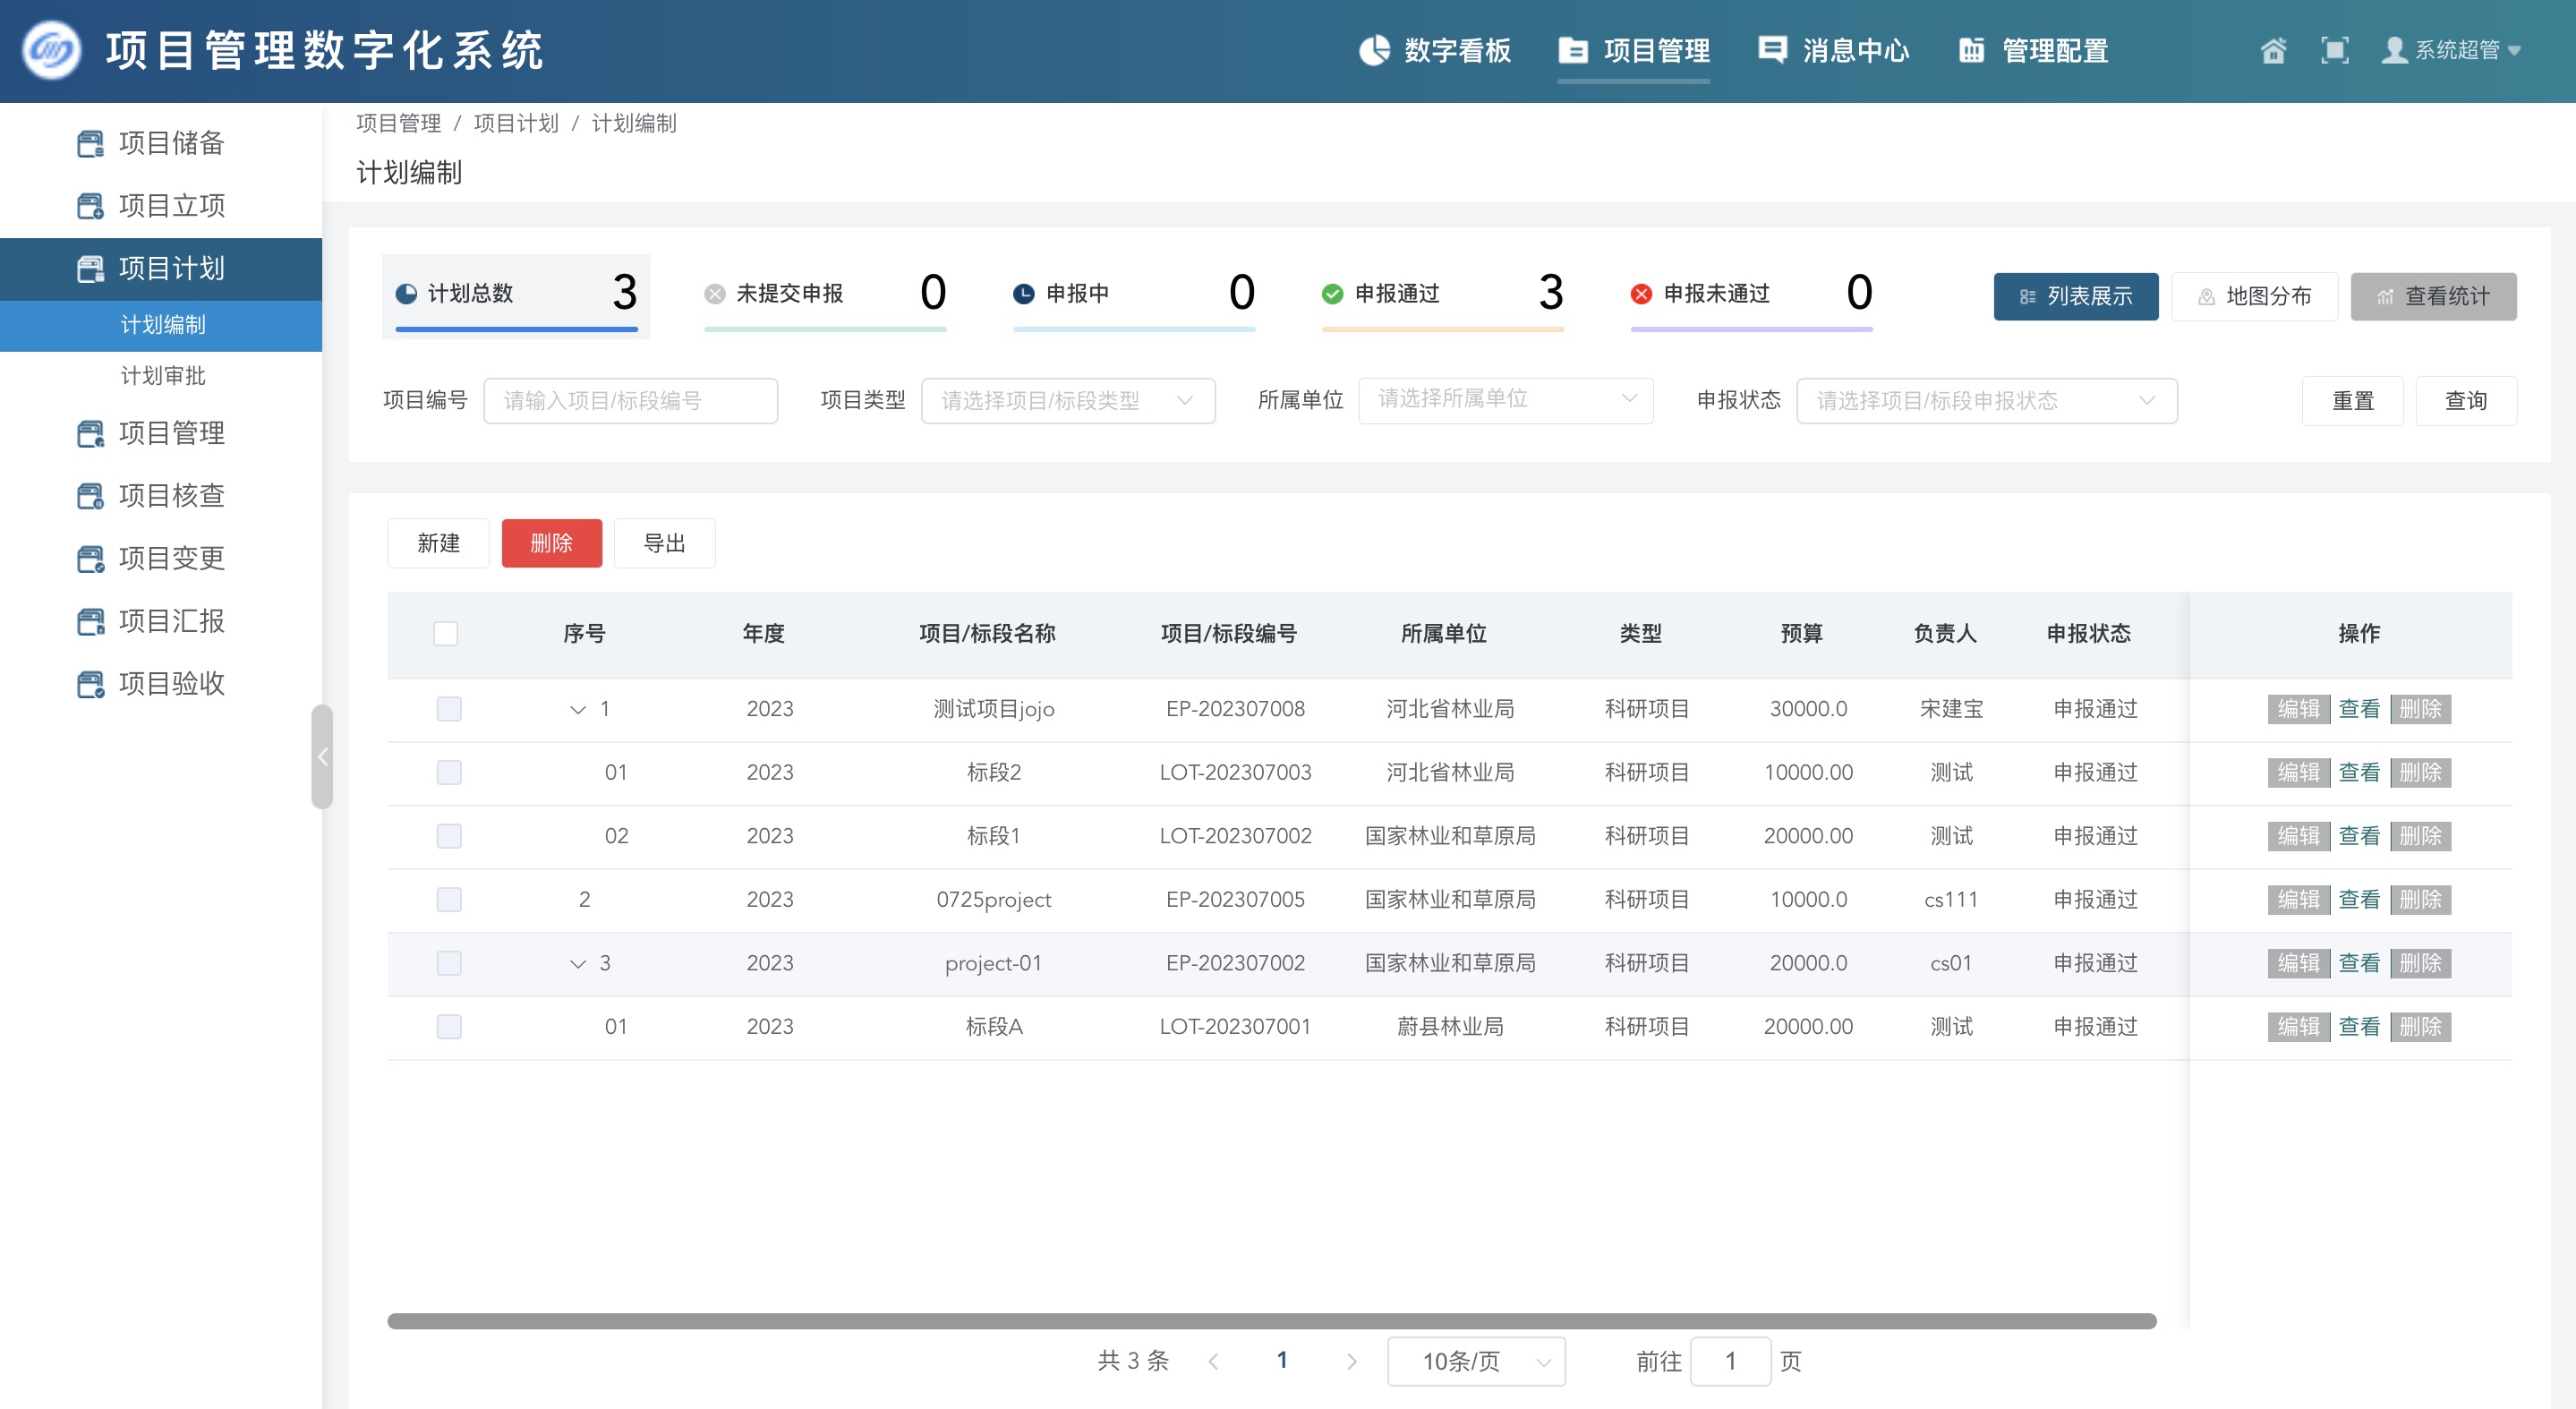 项目管理数字化系统 数字看板 项目管理 消息中心 管理配置 系统超管
项目储备
项目立项
项目计划
计划编制
计划审批
项目管理
项目核查
项目变更
项目汇报
项目验收
项目管理 / 项目计划 / 计划编制
计划编制
计划总数 3 未提交申报 0 申报中 0 申报通过 3 申报未通过 0 列表展示 地图分布 查看统计
项目编号 请输入项目/标段编号 项目类型 请选择项目/标段类型 所属单位 请选择所属单位 申报状态 请选择项目/标段申报状态 重置 查询
新建 删除 导出
序号 年度 项目/标段名称 项目/标段编号 所属单位 类型 预算 负责人 申报状态 操作
1 2023 测试项目jojo EP-202307008 河北省林业局 科研项目 30000.0 宋建宝 申报通过 编辑 查看 删除
01 2023 标段2 LOT-202307003 河北省林业局 科研项目 10000.00 测试 申报通过 编辑 查看 删除
02 2023 标段1 LOT-202307002 国家林业和草原局 科研项目 20000.00 测试 申报通过 编辑 查看 删除
2 2023 0725project EP-202307005 国家林业和草原局 科研项目 10000.0 cs111 申报通过 编辑 查看 删除
3 2023 project-01 EP-202307002 国家林业和草原局 科研项目 20000.0 cs01 申报通过 编辑 查看 删除
01 2023 标段A LOT-202307001 蔚县林业局 科研项目 20000.00 测试 申报通过 编辑 查看 删除
共 3 条 1 10条/页 前往 1 页